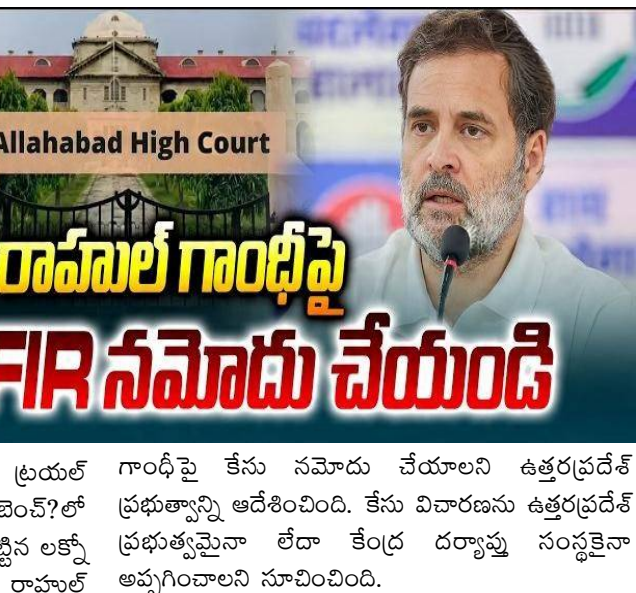 Allahabad High Court
రాహుల్ గాంధీపై
FIR నమోదు చేయండి
ట్రయల్
బెంచ్?లో
ట్టిన లక్నో
రాహుల్
గాంధీపై కేసు నమోదు చేయాలని ఉత్తరప్రదేశ్
ప్రభుత్వాన్ని ఆదేశించింది. కేసు విచారణను ఉత్తరప్రదేశ్
ప్రభుత్వమైనా లేదా కేంద్ర దర్యాప్తు సంస్థకైనా
అప్పగించాలని సూచించింది.